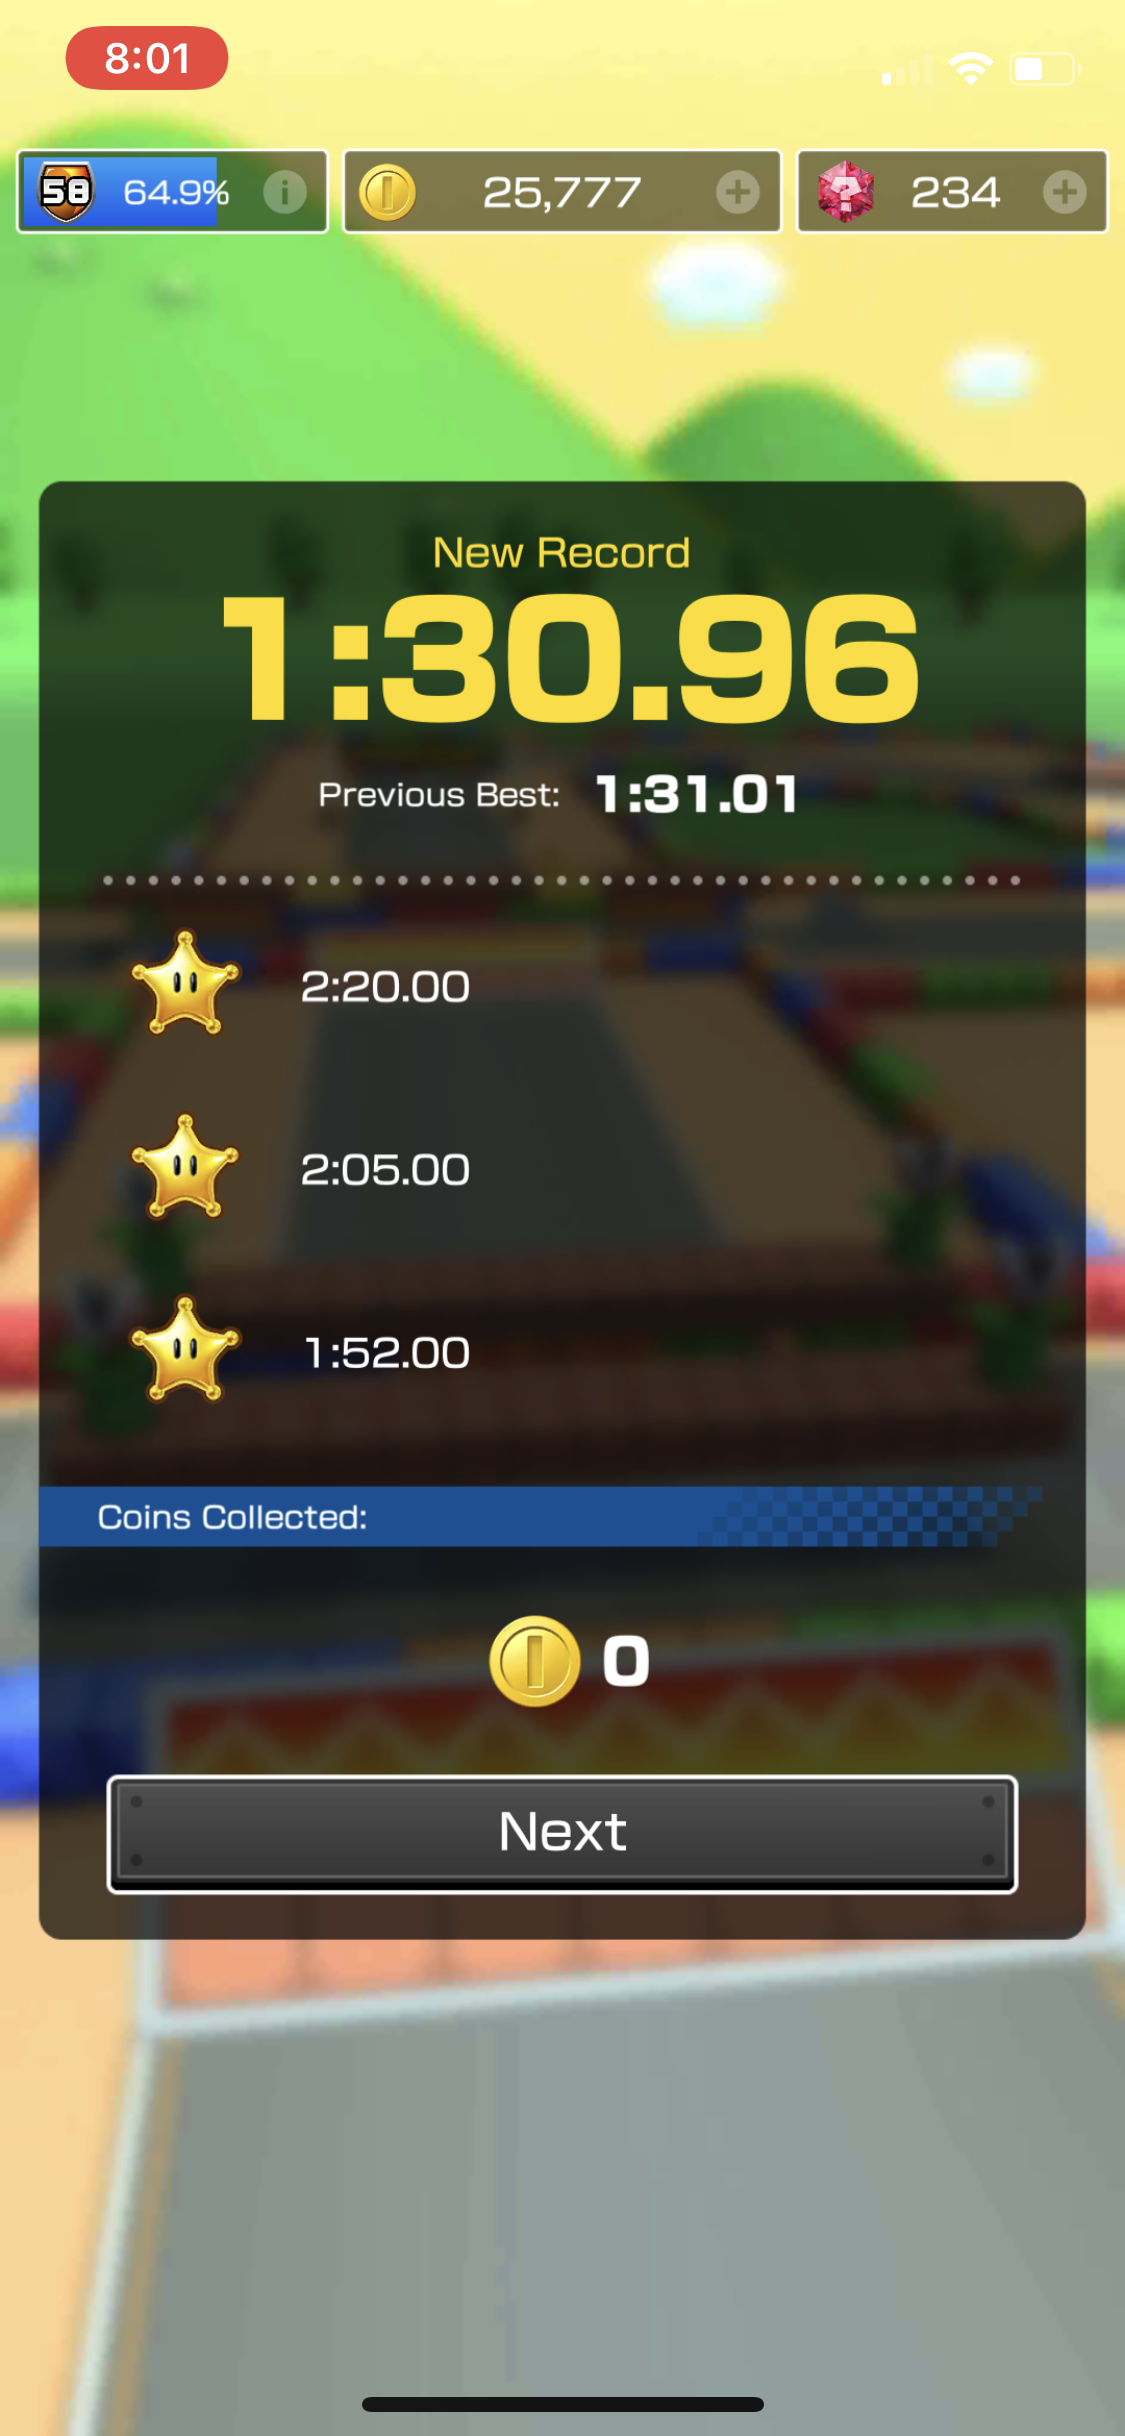 8:01
58 64.9% i 25,777 + ? 234 +
New Record
1:30.96
Previous Best: 1:31.01
2:20.00
2:05.00
1:52.00
Coins Collected:
0
Next